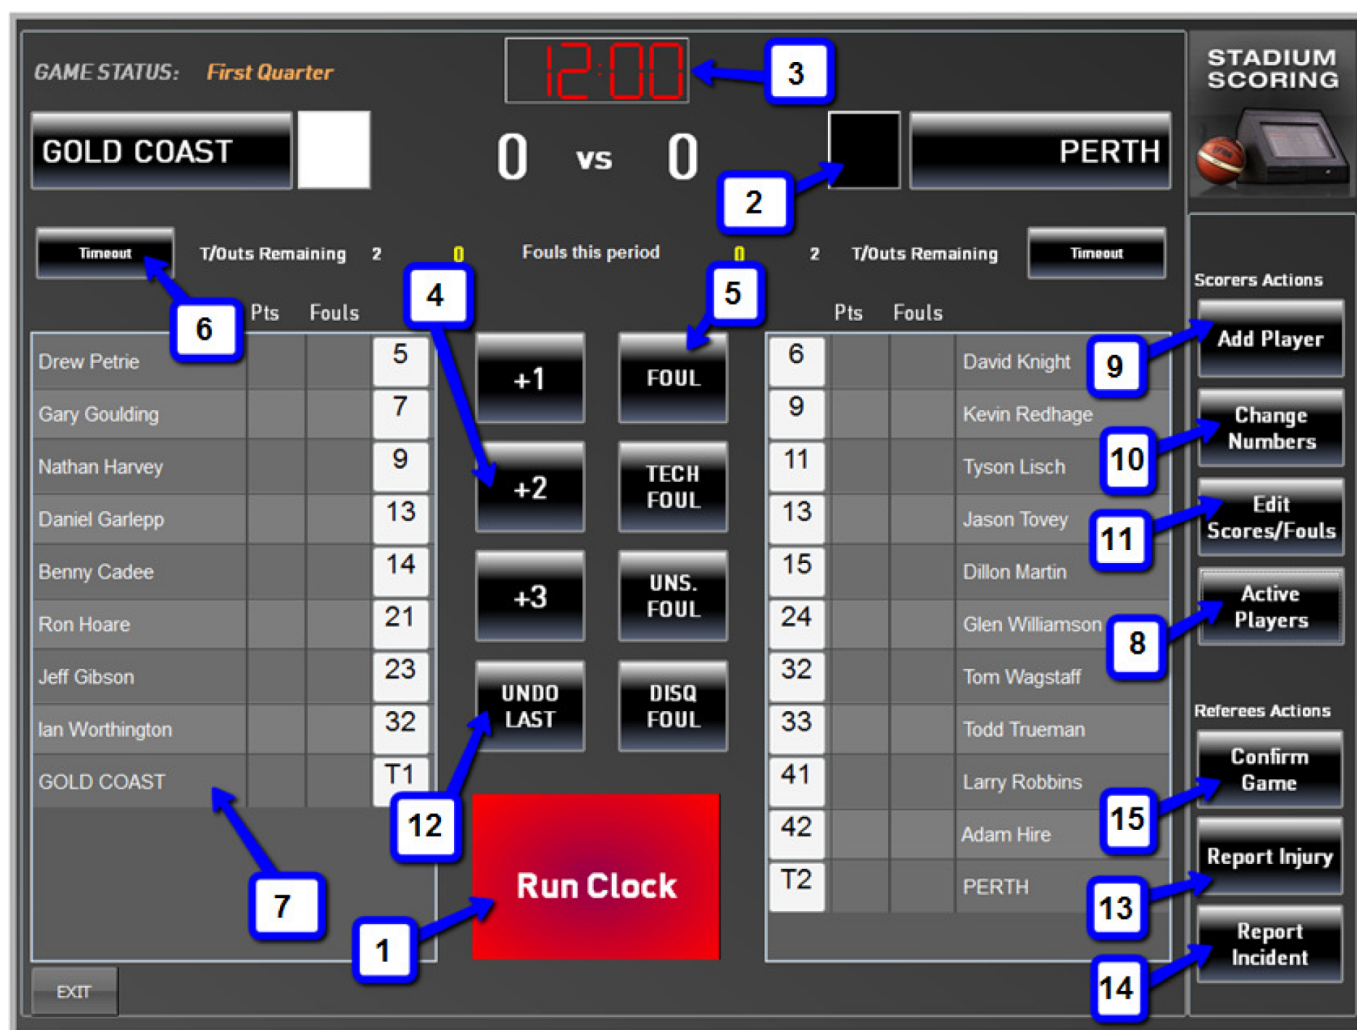 GAME STATUS: First Quarter
12:00
3
STADIUM
SCORING
GOLD COAST
0 vs 0
PERTH
2
Timeout
T/Outs Remaining 2 0 Fouls this period 0 2 T/Outs Remaining
Timeout
6
4
5
Scorers Actions
Pts Fouls
Pts Fouls
Drew Petrie 5
Gary Goulding 7
Nathan Harvey 9
Daniel Garlepp 13
Benny Cadee 14
Ron Hoare 21
Jeff Gibson 23
Ian Worthington 32
GOLD COAST T1
+1
FOUL
+2
TECH
FOUL
+3
UNS.
FOUL
UNDO
LAST
DISQ
FOUL
12
7
1
Run Clock
6 David Knight
9 Kevin Redhage
11 Tyson Lisch
13 Jason Tovey
15 Dillon Martin
24 Glen Williamson
32 Tom Wagstaff
33 Todd Trueman
41 Larry Robbins
42 Adam Hire
T2 PERTH
9
Add Player
10
Change
Numbers
11
Edit
Scores/Fouls
8
Active
Players
Referees Actions
15
Confirm
Game
13
Report Injury
14
Report
Incident
EXIT